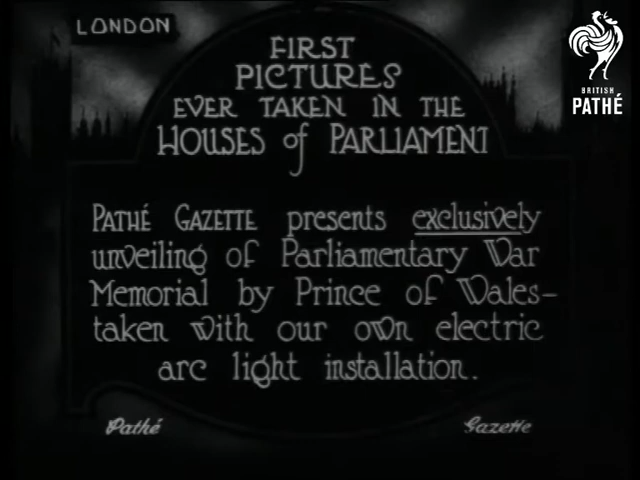 LONDON
FIRST
PICTURES
EVER TAKEN IN THE
HOUSES of PARLIAMENT
PATHÉ GAZETTE presents exclusively
unveiling of Parliamentary War
Memorial by Prince of Wales-
taken with our own electric
arc light installation.
Pathé Gazette
BRITISH
PATHÉ